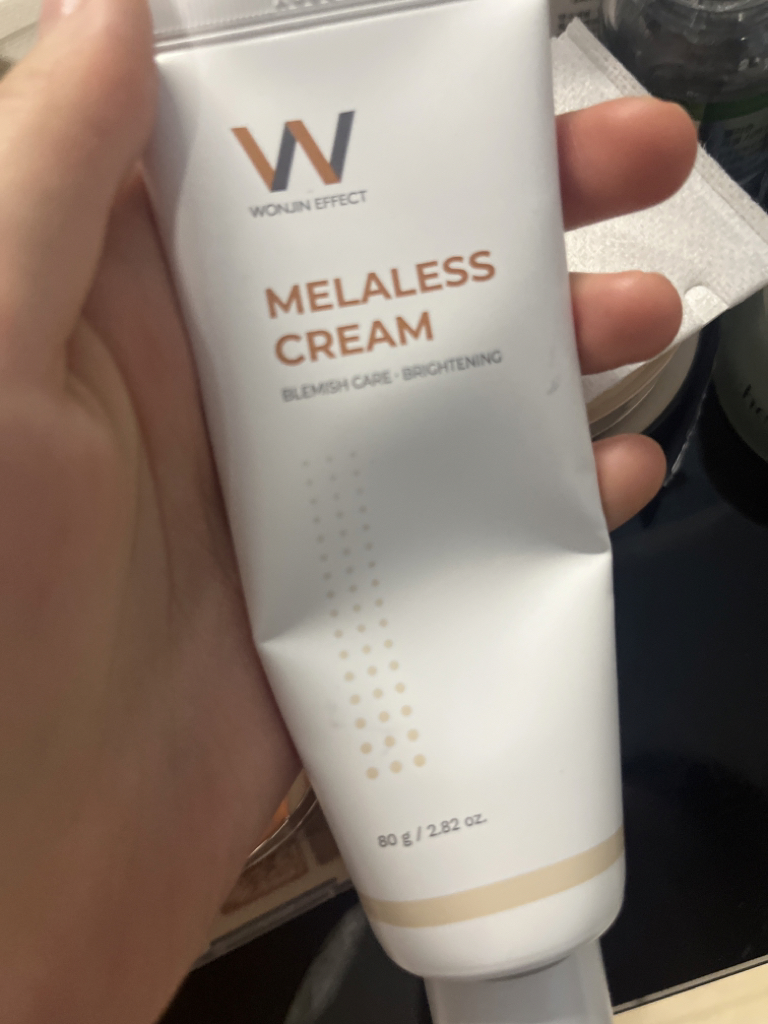 W
WONJIN EFFECT
MELALESS
CREAM
BLEMISH CARE · BRIGHTENING
80 g / 2.82 oz.